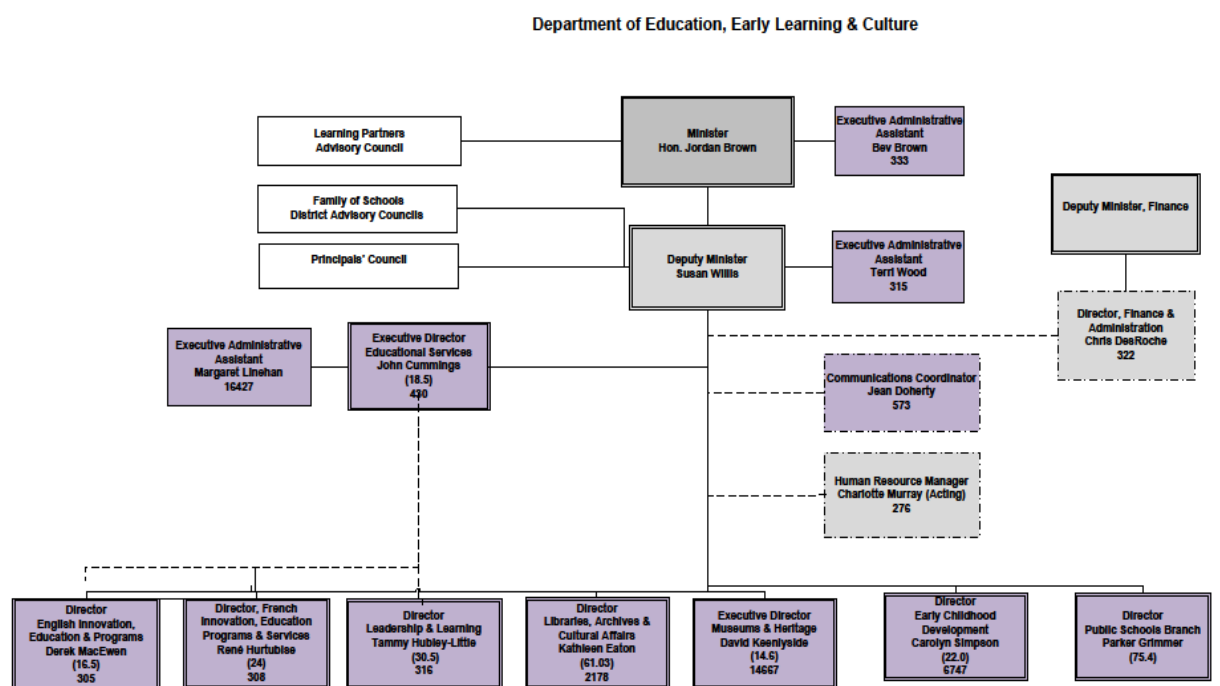 Department of Education, Early Learning & Culture
Learning Partners
Advisory Council
Minister
Hon. Jordan Brown
Executive Administrative
Assistant
Bev Brown
333
Family of Schools
District Advisory Councils
Deputy Minister, Finance
Principals' Council
Deputy Minister
Susan Willis
Executive Administrative
Assistant
Terri Wood
315
Director, Finance &
Administration
Chris DesRoche
322
Executive Administrative
Assistant
Margaret Linehan
16427
Executive Director
Educational Services
John Cummings
(18.5)
430
Communications Coordinator
Jean Doherty
573
Human Resource Manager
Charlotte Murray (Acting)
276
Director
English Innovation,
Education & Programs
Derek MacEwen
(16.5)
305
Director, French
Innovation, Education
Programs & Services
René Hurtubise
(24)
308
Director
Leadership & Learning
Tammy Hubley-Little
(30.5)
316
Director
Libraries, Archives &
Cultural Affairs
Kathleen Eaton
(61.03)
2178
Executive Director
Museums & Heritage
David Keenlyside
(14.6)
14667
Director
Early Childhood
Development
Carolyn Simpson
(22.0)
6747
Director
Public Schools Branch
Parker Grimmer
(75.4)